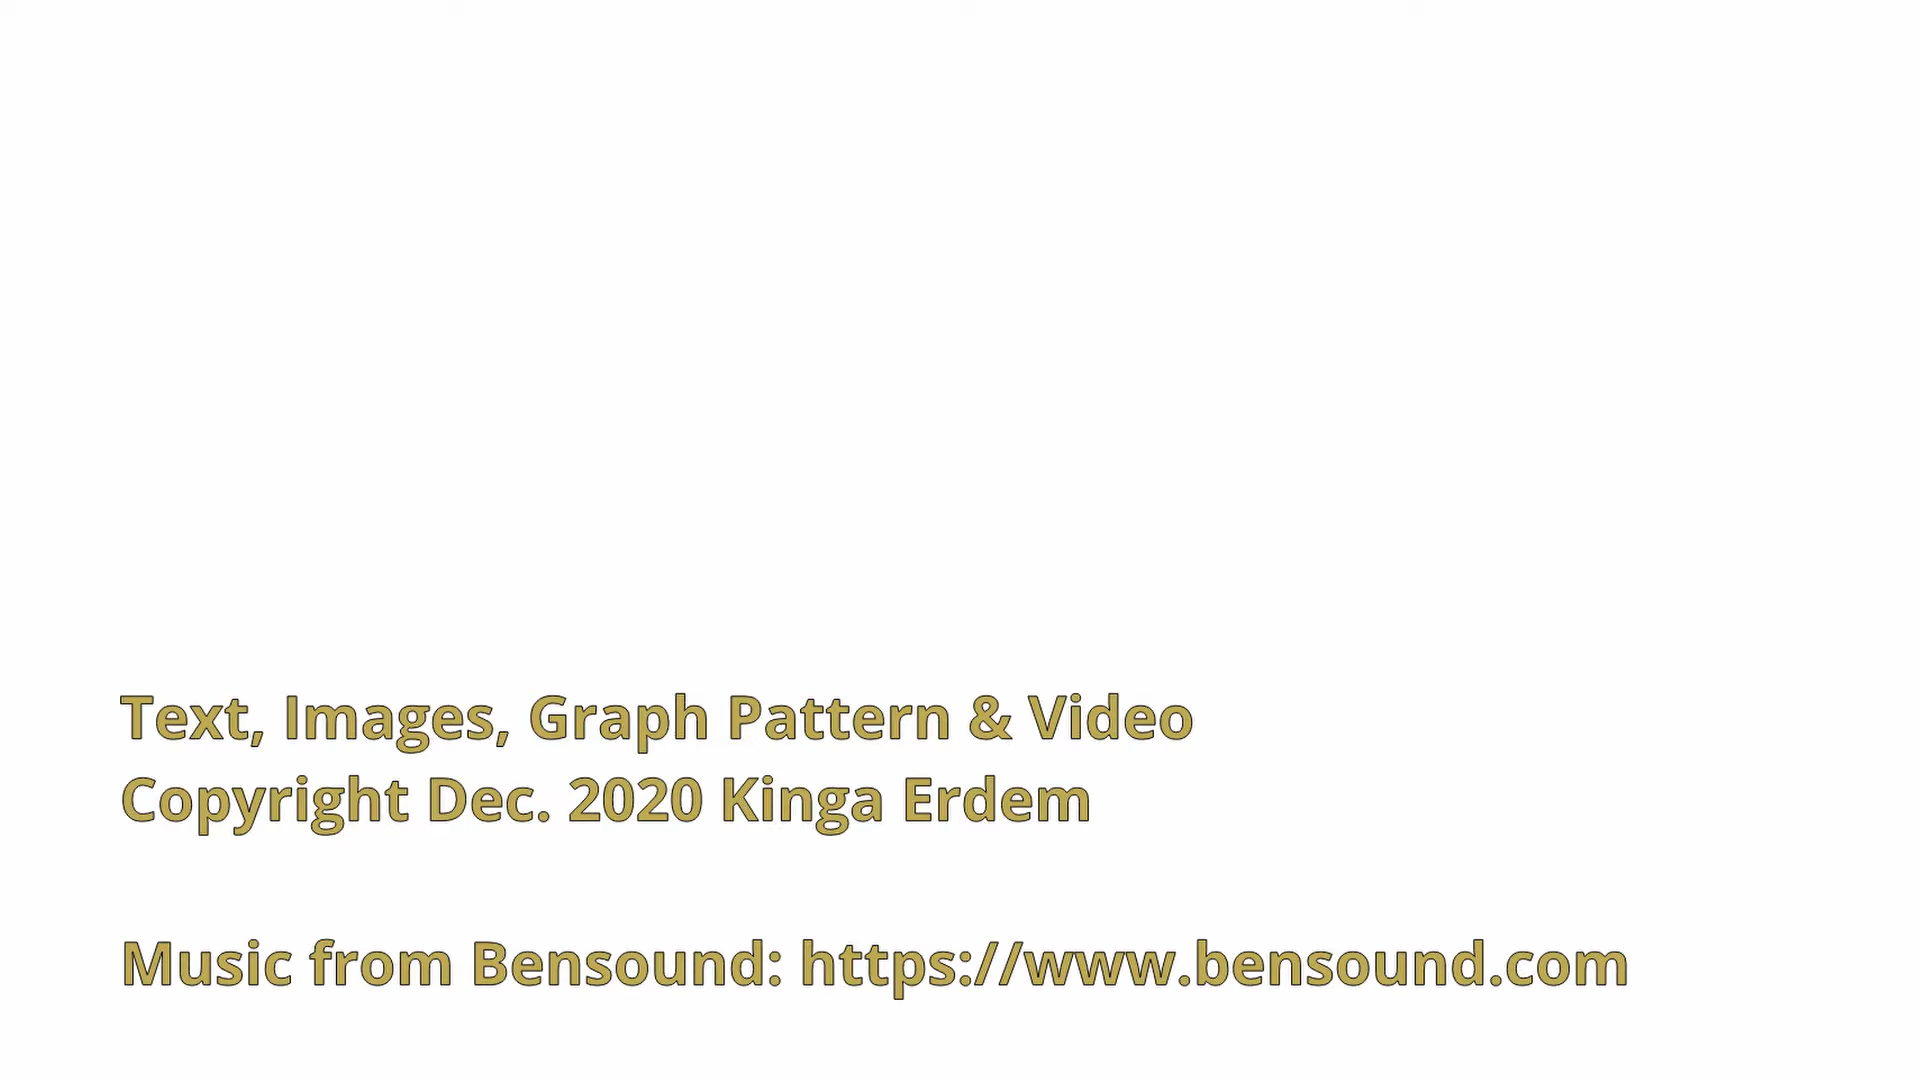 Text, Images, Graph Pattern & Video
Copyright Dec. 2020 Kinga Erdem
Music from Bensound: https://www.bensound.com